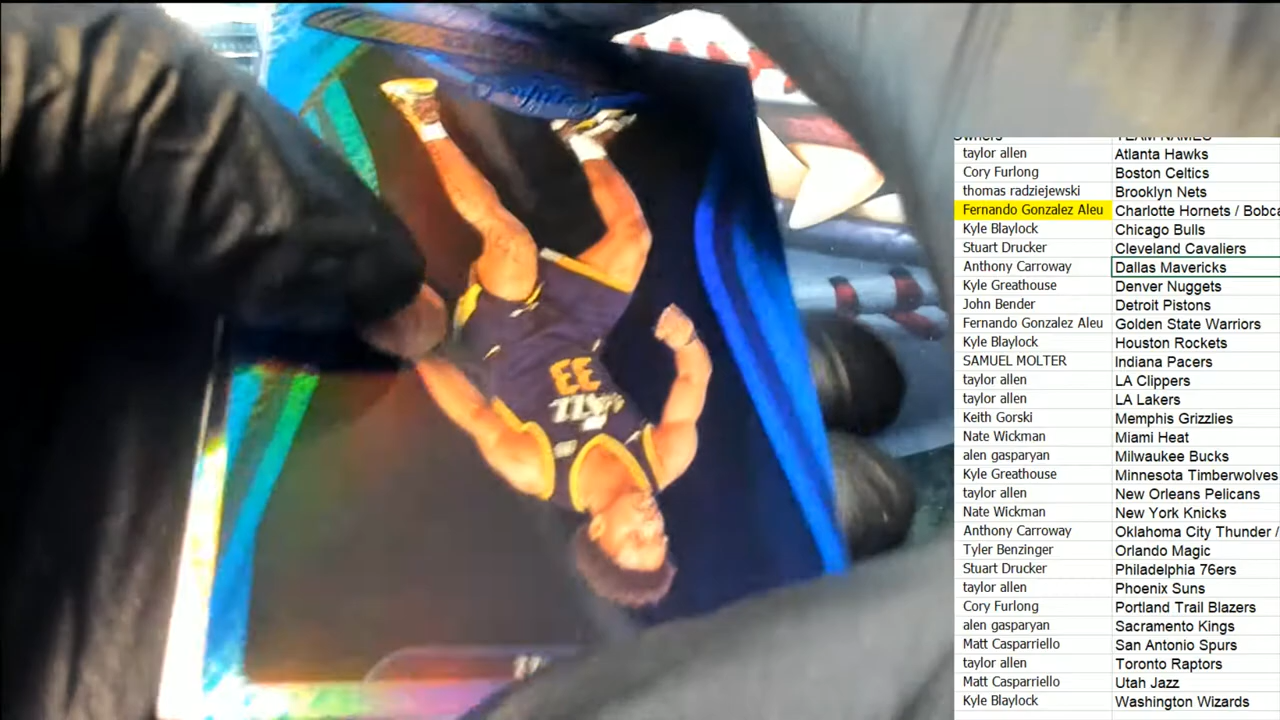 Owners TEAM NAMES
taylor allen Atlanta Hawks
Cory Furlong Boston Celtics
thomas radziejewski Brooklyn Nets
Fernando Gonzalez Aleu Charlotte Hornets / Bobca
Kyle Blaylock Chicago Bulls
Stuart Drucker Cleveland Cavaliers
Anthony Carroway Dallas Mavericks
Kyle Greathouse Denver Nuggets
John Bender Detroit Pistons
Fernando Gonzalez Aleu Golden State Warriors
Kyle Blaylock Houston Rockets
SAMUEL MOLTER Indiana Pacers
taylor allen LA Clippers
taylor allen LA Lakers
Keith Gorski Memphis Grizzlies
Nate Wickman Miami Heat
alen gasparyan Milwaukee Bucks
Kyle Greathouse Minnesota Timberwolves
taylor allen New Orleans Pelicans
Nate Wickman New York Knicks
Anthony Carroway Oklahoma City Thunder /
Tyler Benzinger Orlando Magic
Stuart Drucker Philadelphia 76ers
taylor allen Phoenix Suns
Cory Furlong Portland Trail Blazers
alen gasparyan Sacramento Kings
Matt Casparriello San Antonio Spurs
taylor allen Toronto Raptors
Matt Casparriello Utah Jazz
Kyle Blaylock Washington Wizards
33